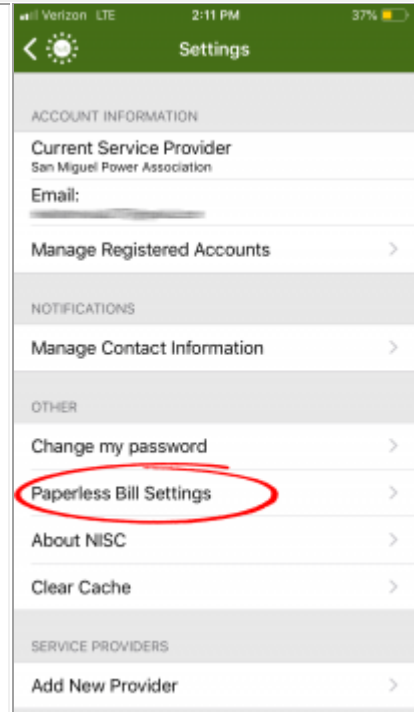 Verizon LTE 2:11 PM 37%
Settings
ACCOUNT INFORMATION
Current Service Provider
San Miguel Power Association
Email:
Manage Registered Accounts
NOTIFICATIONS
Manage Contact Information
OTHER
Change my password
Paperless Bill Settings
About NISC
Clear Cache
SERVICE PROVIDERS
Add New Provider